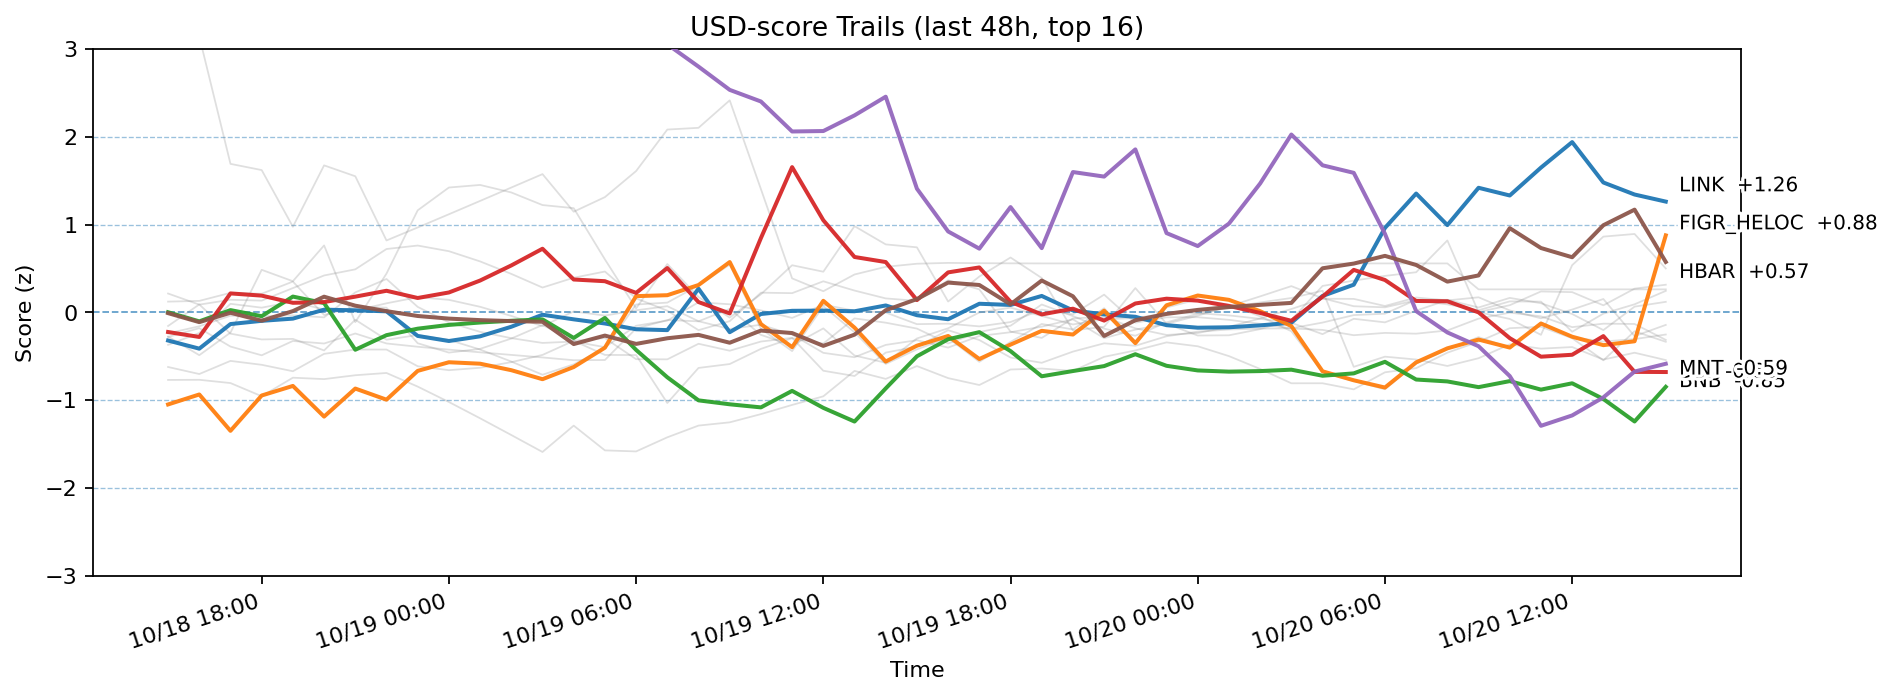 USD-score Trails (last 48h, top 16)
Score (z)
3
2
1
0
−1
−2
−3
LINK +1.26
FIGR_HELOC +0.88
HBAR +0.57
MNT -0.59
BNB -0.85
10/18 18:00
10/19 00:00
10/19 06:00
10/19 12:00
10/19 18:00
10/20 00:00
10/20 06:00
10/20 12:00
Time